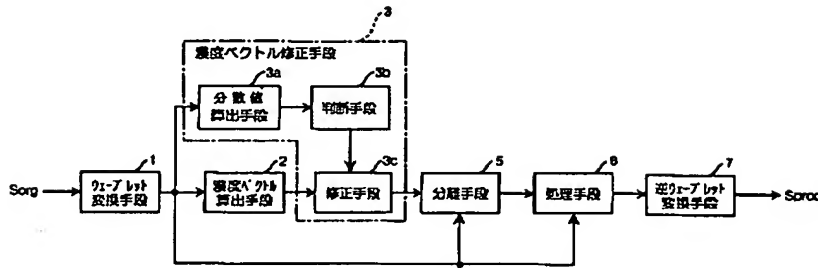 3
濃度ベクトル修正手段
3a
分散値
算出手段
3b
判断手段
1
ウェーブレット
変換手段
2
濃度ベクトル
算出手段
3c
修正手段
5
分離手段
6
処理手段
7
逆ウェーブレット
変換手段
Sorg
Sproc